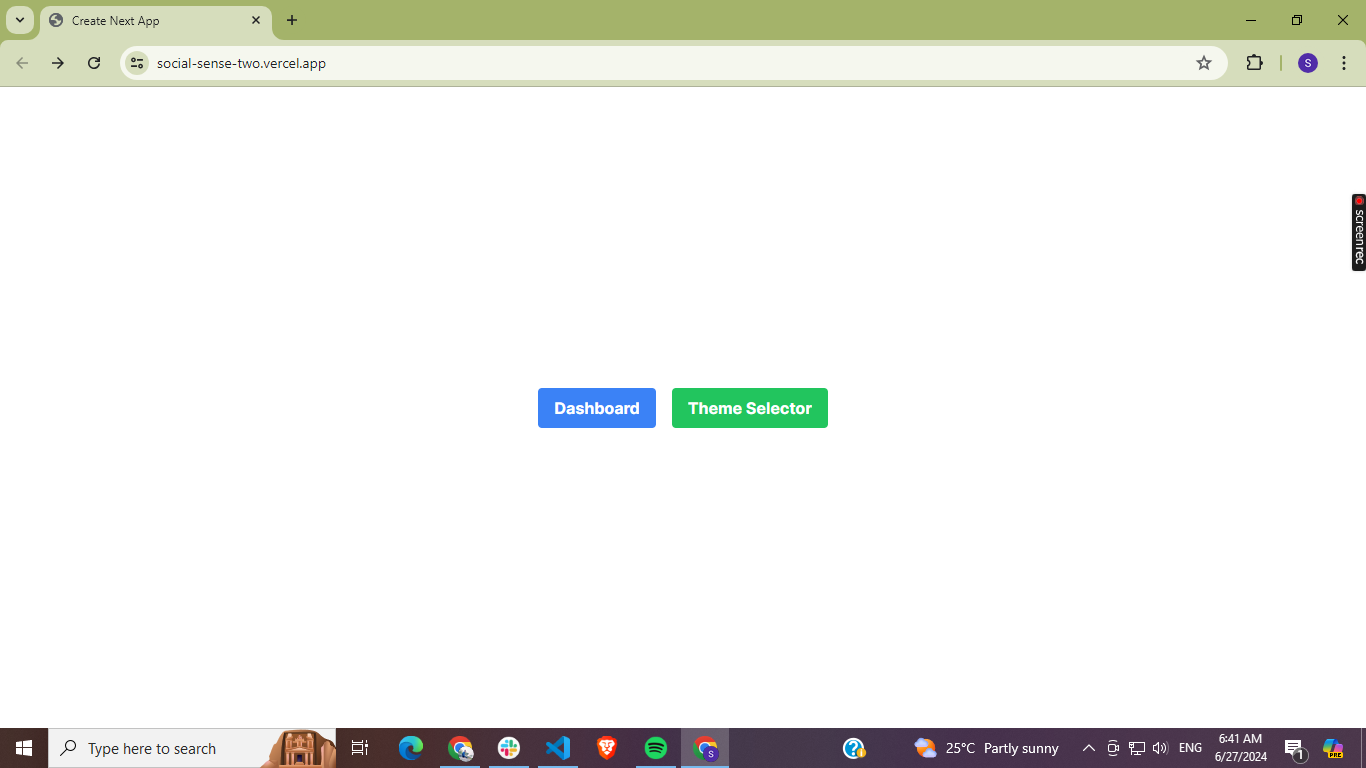 Create Next App
social-sense-two.vercel.app
S
screenrec
Dashboard
Theme Selector
Type here to search
S
25°C Partly sunny
ENG
6:41 AM
6/27/2024
1
PRE